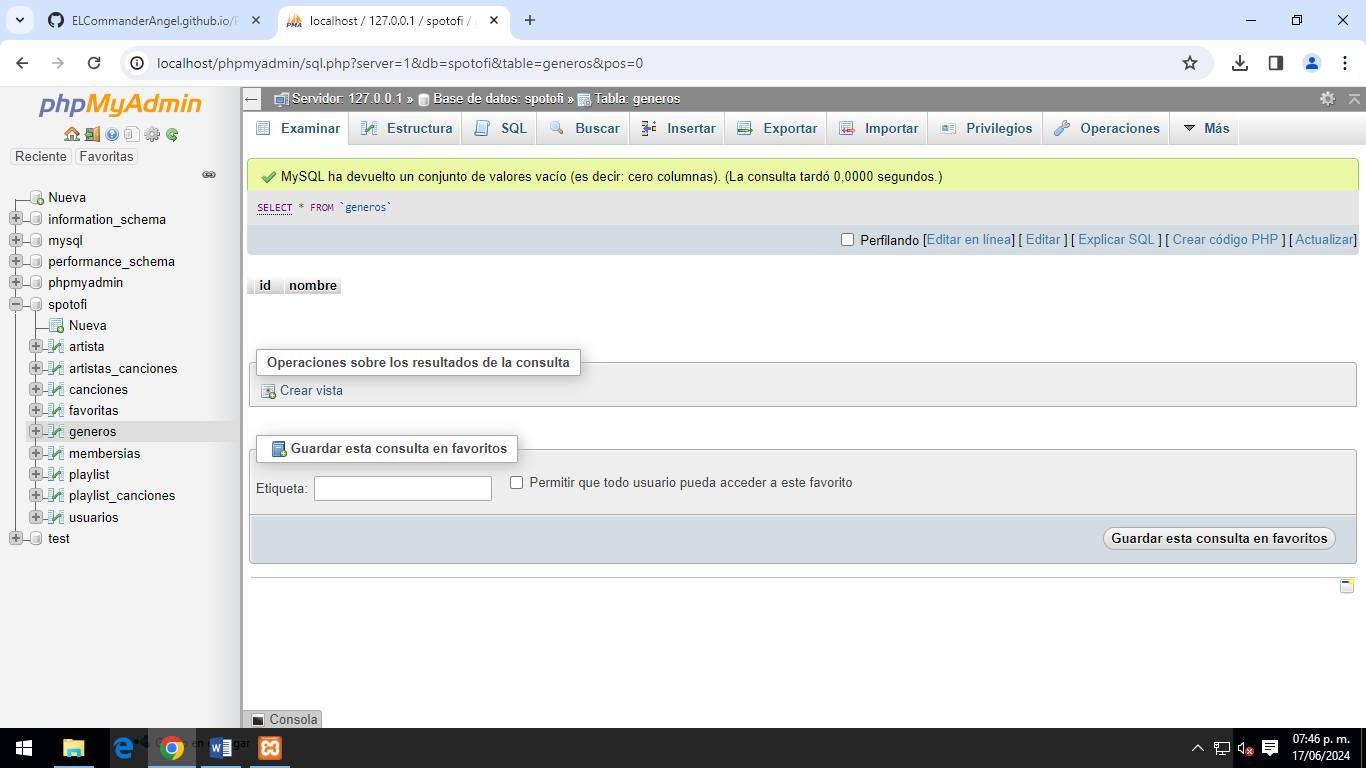 ELCommanderAngel.github.io/P
localhost / 127.0.0.1 / spotofi /
localhost/phpmyadmin/sql.php?server=1&db=spotofi&table=generos&pos=0
phpMyAdmin
Reciente Favoritas
Nueva
information_schema
mysql
performance_schema
phpmyadmin
spotofi
Nueva
artista
artistas_canciones
canciones
favoritas
generos
membersias
playlist
playlist_canciones
usuarios
test
Servidor: 127.0.0.1 » Base de datos: spotofi » Tabla: generos
Examinar Estructura SQL Buscar Insertar Exportar Importar Privilegios Operaciones Más
MySQL ha devuelto un conjunto de valores vacío (es decir: cero columnas). (La consulta tardó 0,0000 segundos.)
SELECT * FROM `generos`
Perfilando [Editar en línea] [ Editar ] [ Explicar SQL ] [ Crear código PHP ] [ Actualizar]
id nombre
Operaciones sobre los resultados de la consulta
Crear vista
Guardar esta consulta en favoritos
Etiqueta: Permitir que todo usuario pueda acceder a este favorito
Guardar esta consulta en favoritos
Consola
07:46 p. m.
17/06/2024